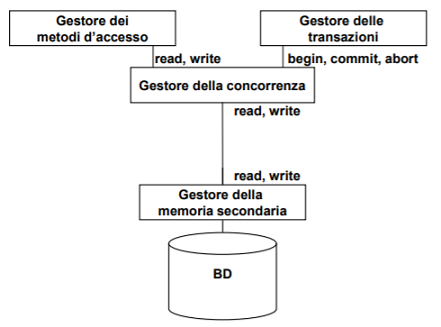 Gestore dei
metodi d'accesso
Gestore delle
transazioni
read, write
begin, commit, abort
Gestore della concorrenza
read, write
read, write
Gestore della
memoria secondaria
BD